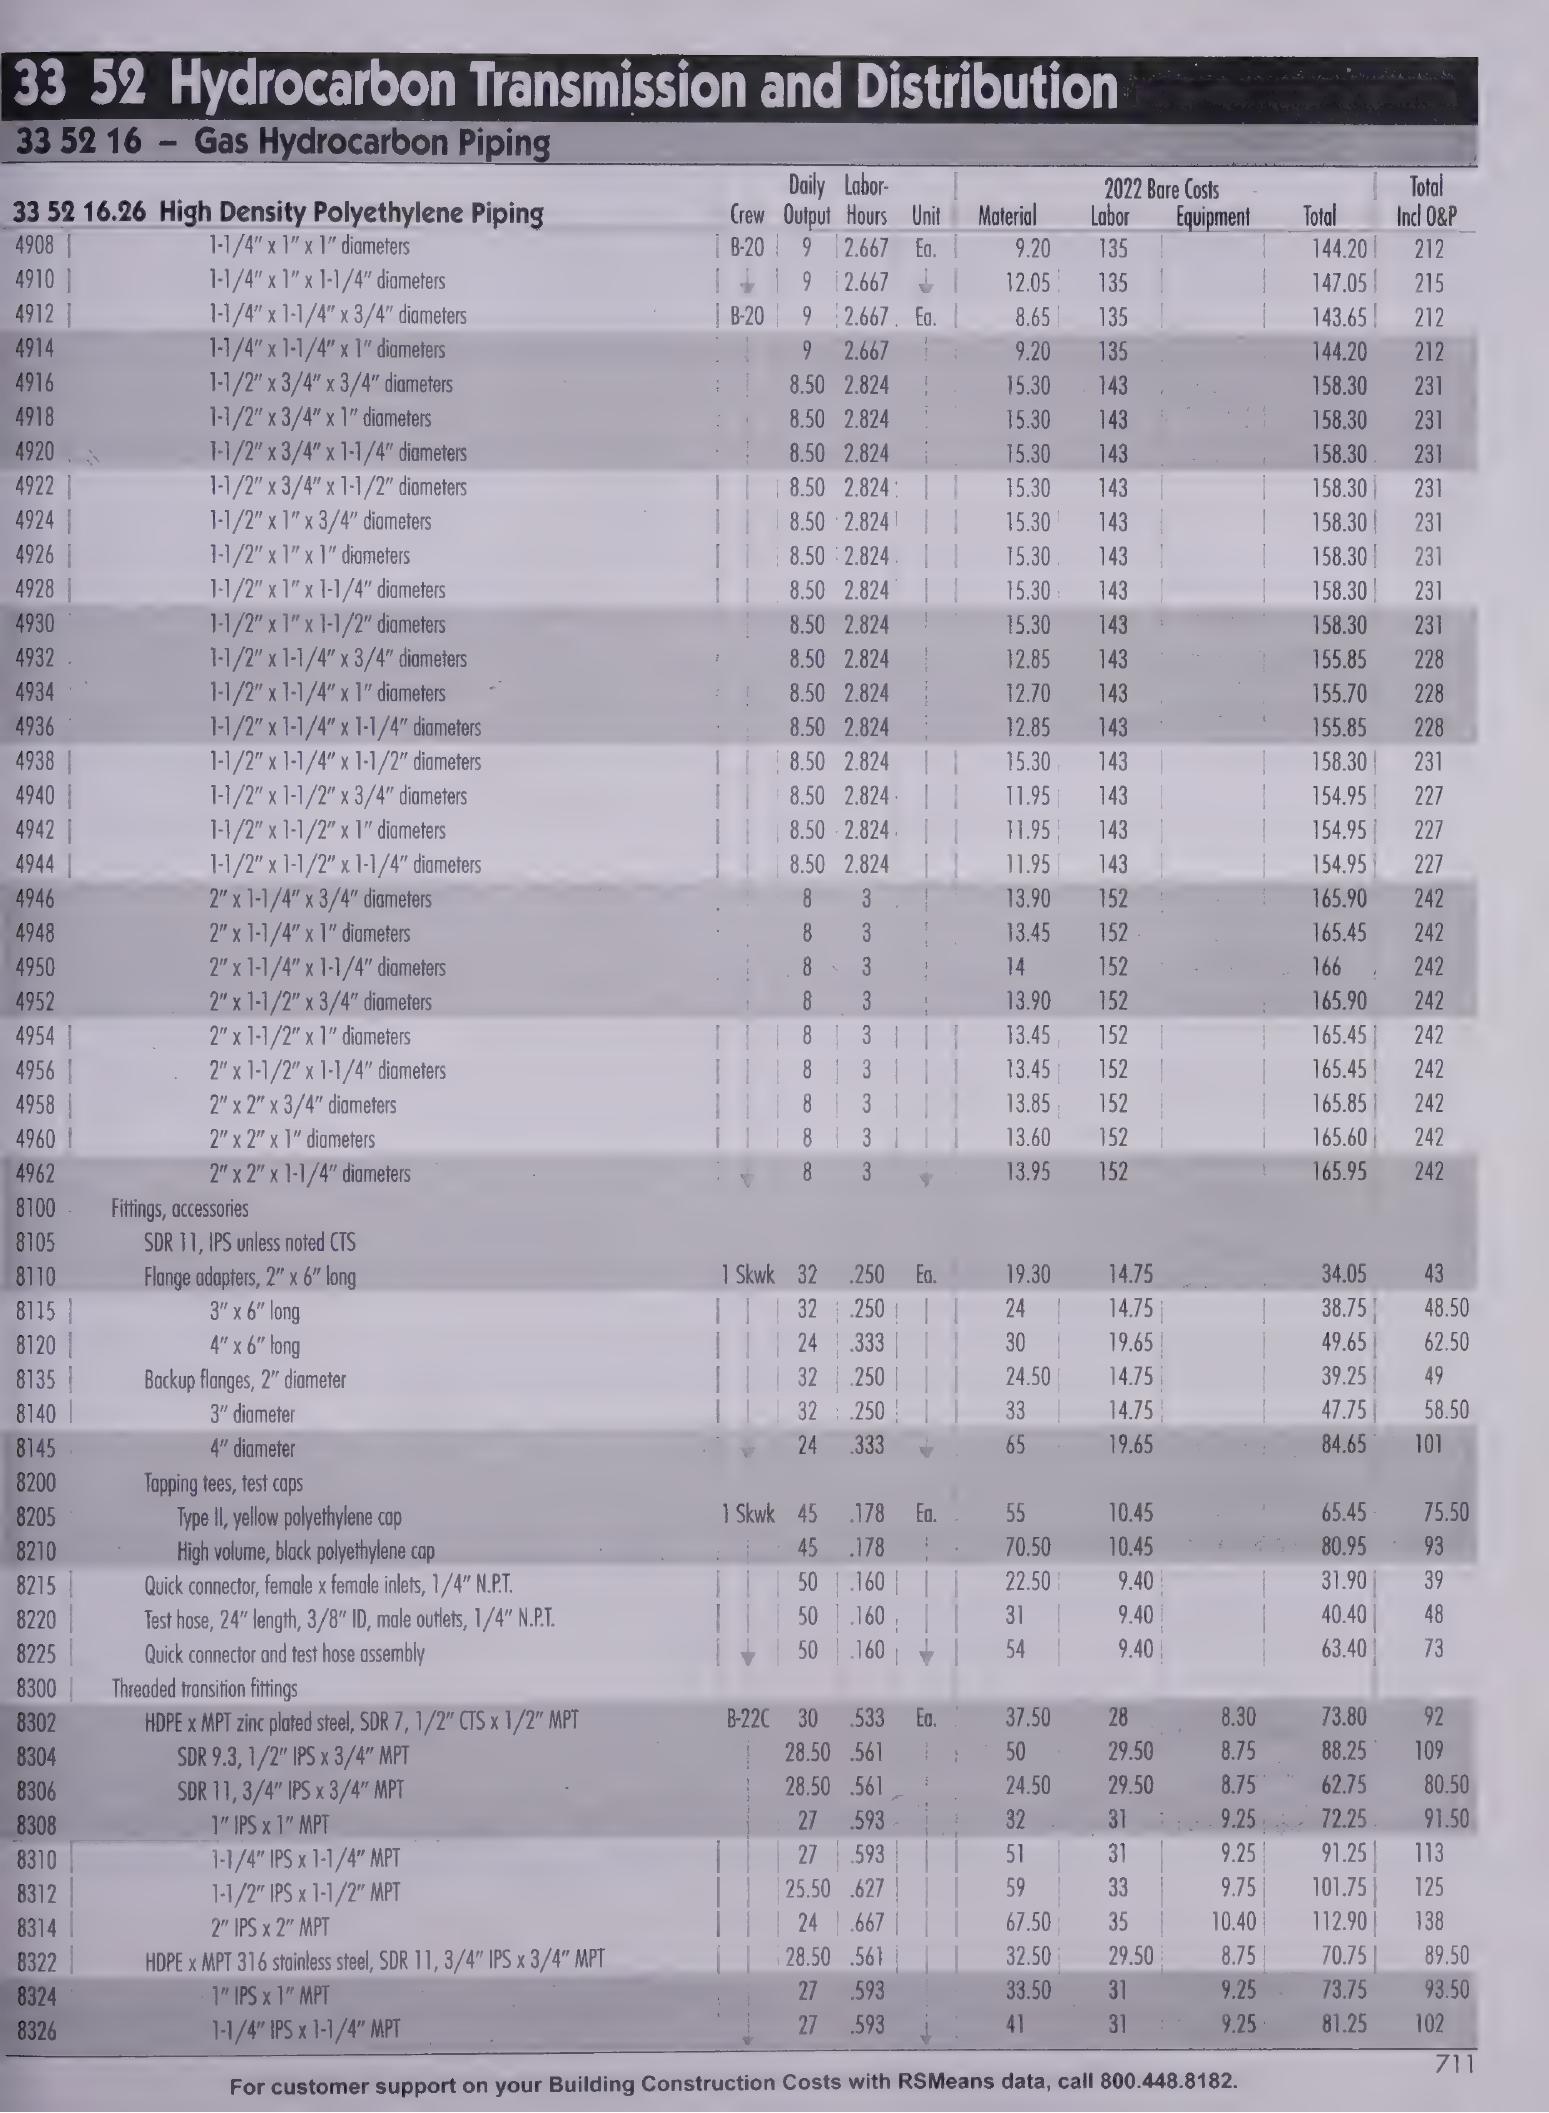 33 52 Hydrocarbon Transmission and Distribution
33 52 16 – Gas Hydrocarbon Piping
Daily Labor- 2022 Bare Costs Total
33 52 16.26 High Density Polyethylene Piping Crew Output Hours Unit Material Labor Equipment Total Incl O&P
4908 1-1/4" x 1" x 1" diameters B-20 9 2.667 Ea. 9.20 135 144.20 212
4910 1-1/4" x 1" x 1-1/4" diameters 9 2.667 12.05 135 147.05 215
4912 1-1/4" x 1-1/4" x 3/4" diameters B-20 9 2.667 Ea. 8.65 135 143.65 212
4914 1-1/4" x 1-1/4" x 1" diameters 9 2.667 9.20 135 144.20 212
4916 1-1/2" x 3/4" x 3/4" diameters 8.50 2.824 15.30 143 158.30 231
4918 1-1/2" x 3/4" x 1" diameters 8.50 2.824 15.30 143 158.30 231
4920 1-1/2" x 3/4" x 1-1/4" diameters 8.50 2.824 15.30 143 158.30 231
4922 1-1/2" x 3/4" x 1-1/2" diameters 8.50 2.824 15.30 143 158.30 231
4924 1-1/2" x 1" x 3/4" diameters 8.50 2.824 15.30 143 158.30 231
4926 1-1/2" x 1" x 1" diameters 8.50 2.824 15.30 143 158.30 231
4928 1-1/2" x 1" x 1-1/4" diameters 8.50 2.824 15.30 143 158.30 231
4930 1-1/2" x 1" x 1-1/2" diameters 8.50 2.824 15.30 143 158.30 231
4932 1-1/2" x 1-1/4" x 3/4" diameters 8.50 2.824 12.85 143 155.85 228
4934 1-1/2" x 1-1/4" x 1" diameters 8.50 2.824 12.70 143 155.70 228
4936 1-1/2" x 1-1/4" x 1-1/4" diameters 8.50 2.824 12.85 143 155.85 228
4938 1-1/2" x 1-1/4" x 1-1/2" diameters 8.50 2.824 15.30 143 158.30 231
4940 1-1/2" x 1-1/2" x 3/4" diameters 8.50 2.824 11.95 143 154.95 227
4942 1-1/2" x 1-1/2" x 1" diameters 8.50 2.824 11.95 143 154.95 227
4944 1-1/2" x 1-1/2" x 1-1/4" diameters 8.50 2.824 11.95 143 154.95 227
4946 2" x 1-1/4" x 3/4" diameters 8 3 13.90 152 165.90 242
4948 2" x 1-1/4" x 1" diameters 8 3 13.45 152 165.45 242
4950 2" x 1-1/4" x 1-1/4" diameters 8 3 14 152 166 242
4952 2" x 1-1/2" x 3/4" diameters 8 3 13.90 152 165.90 242
4954 2" x 1-1/2" x 1" diameters 8 3 13.45 152 165.45 242
4956 2" x 1-1/2" x 1-1/4" diameters 8 3 13.45 152 165.45 242
4958 2" x 2" x 3/4" diameters 8 3 13.85 152 165.85 242
4960 2" x 2" x 1" diameters 8 3 13.60 152 165.60 242
4962 2" x 2" x 1-1/4" diameters 8 3 13.95 152 165.95 242
8100 Fittings, accessories
8105 SDR 11, IPS unless noted CTS
8110 Flange adapters, 2" x 6" long 1 Skwk 32 .250 Ea. 19.30 14.75 34.05 43
8115 3" x 6" long 32 .250 24 14.75 38.75 48.50
8120 4" x 6" long 24 .333 30 19.65 49.65 62.50
8135 Backup flanges, 2" diameter 32 .250 24.50 14.75 39.25 49
8140 3" diameter 32 .250 33 14.75 47.75 58.50
8145 4" diameter 24 .333 65 19.65 84.65 101
8200 Tapping tees, test caps
8205 Type II, yellow polyethylene cap 1 Skwk 45 .178 Ea. 55 10.45 65.45 75.50
8210 High volume, black polyethylene cap 45 .178 70.50 10.45 80.95 93
8215 Quick connector, female x female inlets, 1/4" N.P.T. 50 .160 22.50 9.40 31.90 39
8220 Test hose, 24" length, 3/8" ID, male outlets, 1/4" N.P.T. 50 .160 31 9.40 40.40 48
8225 Quick connector and test hose assembly 50 .160 54 9.40 63.40 73
8300 Threaded transition fittings
8302 HDPE x MPT zinc plated steel, SDR 7, 1/2" CTS x 1/2" MPT B-22C 30 .533 Ea. 37.50 28 8.30 73.80 92
8304 SDR 9.3, 1/2" IPS x 3/4" MPT 28.50 .561 50 29.50 8.75 88.25 109
8306 SDR 11, 3/4" IPS x 3/4" MPT 28.50 .561 24.50 29.50 8.75 62.75 80.50
8308 1" IPS x 1" MPT 27 .593 32 31 9.25 72.25 91.50
8310 1-1/4" IPS x 1-1/4" MPT 27 .593 51 31 9.25 91.25 113
8312 1-1/2" IPS x 1-1/2" MPT 25.50 .627 59 33 9.75 101.75 125
8314 2" IPS x 2" MPT 24 .667 67.50 35 10.40 112.90 138
8322 HDPE x MPT 316 stainless steel, SDR 11, 3/4" IPS x 3/4" MPT 28.50 .561 32.50 29.50 8.75 70.75 89.50
8324 1" IPS x 1" MPT 27 .593 33.50 31 9.25 73.75 93.50
8326 1-1/4" IPS x 1-1/4" MPT 27 .593 41 31 9.25 81.25 102
711
For customer support on your Building Construction Costs with RSMeans data, call 800.448.8182.